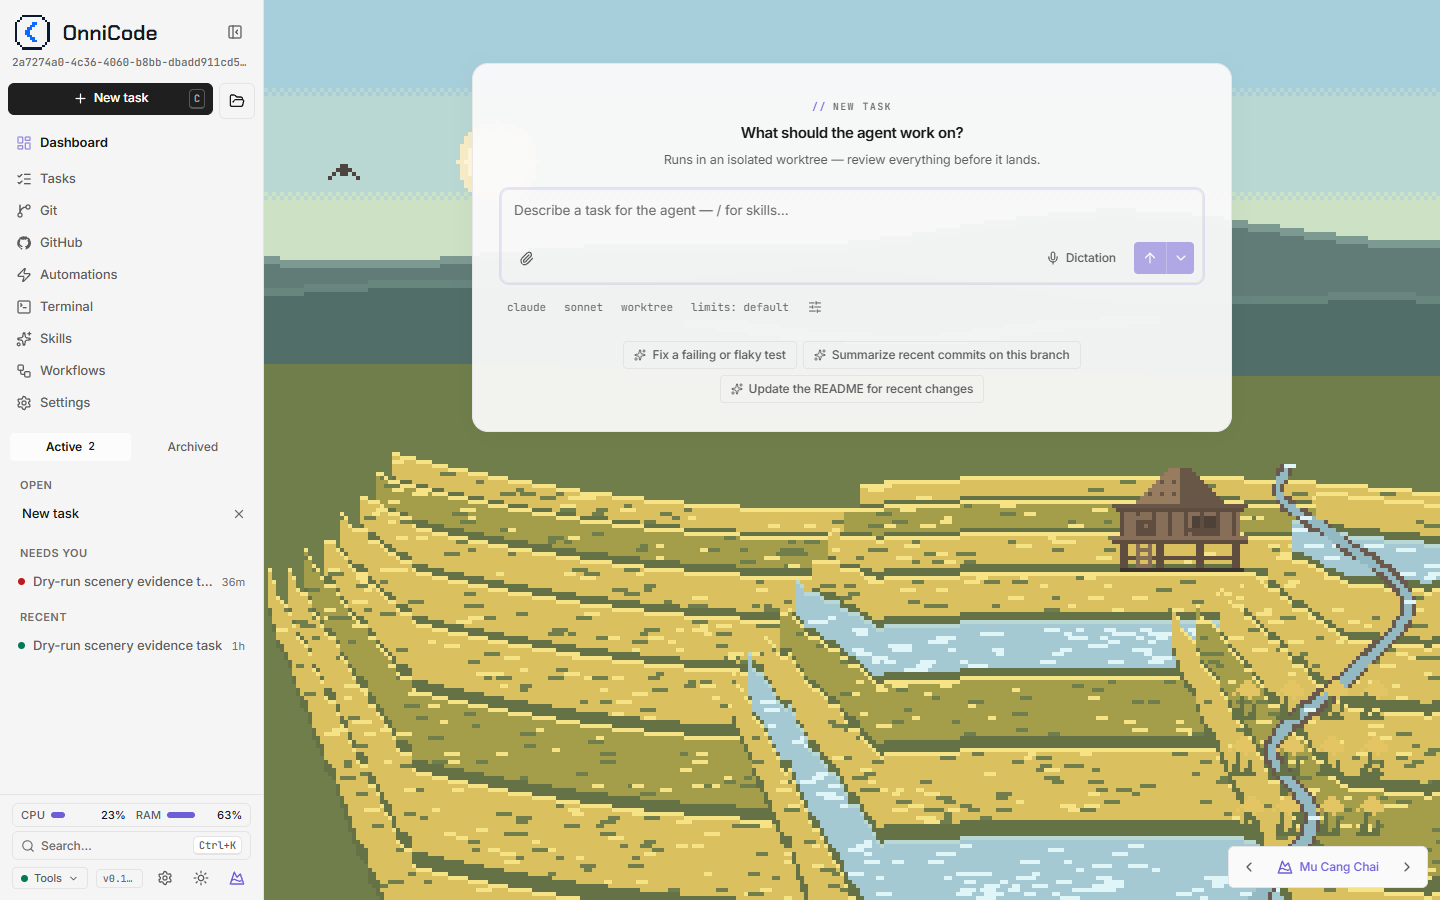 OnniCode
2a7274a0-4c36-4060-b8bb-dbadd911cd5…
New task C
Dashboard
Tasks
Git
GitHub
Automations
Terminal
Skills
Workflows
Settings
Active 2 Archived
OPEN
New task
NEEDS YOU
Dry-run scenery evidence t… 36m
RECENT
Dry-run scenery evidence task 1h
CPU 23% RAM 63%
Search... Ctrl+K
Tools v0.1…
// NEW TASK
What should the agent work on?
Runs in an isolated worktree — review everything before it lands.
Describe a task for the agent — / for skills...
Dictation
claude sonnet worktree limits: default
Fix a failing or flaky test Summarize recent commits on this branch
Update the README for recent changes
Mu Cang Chai